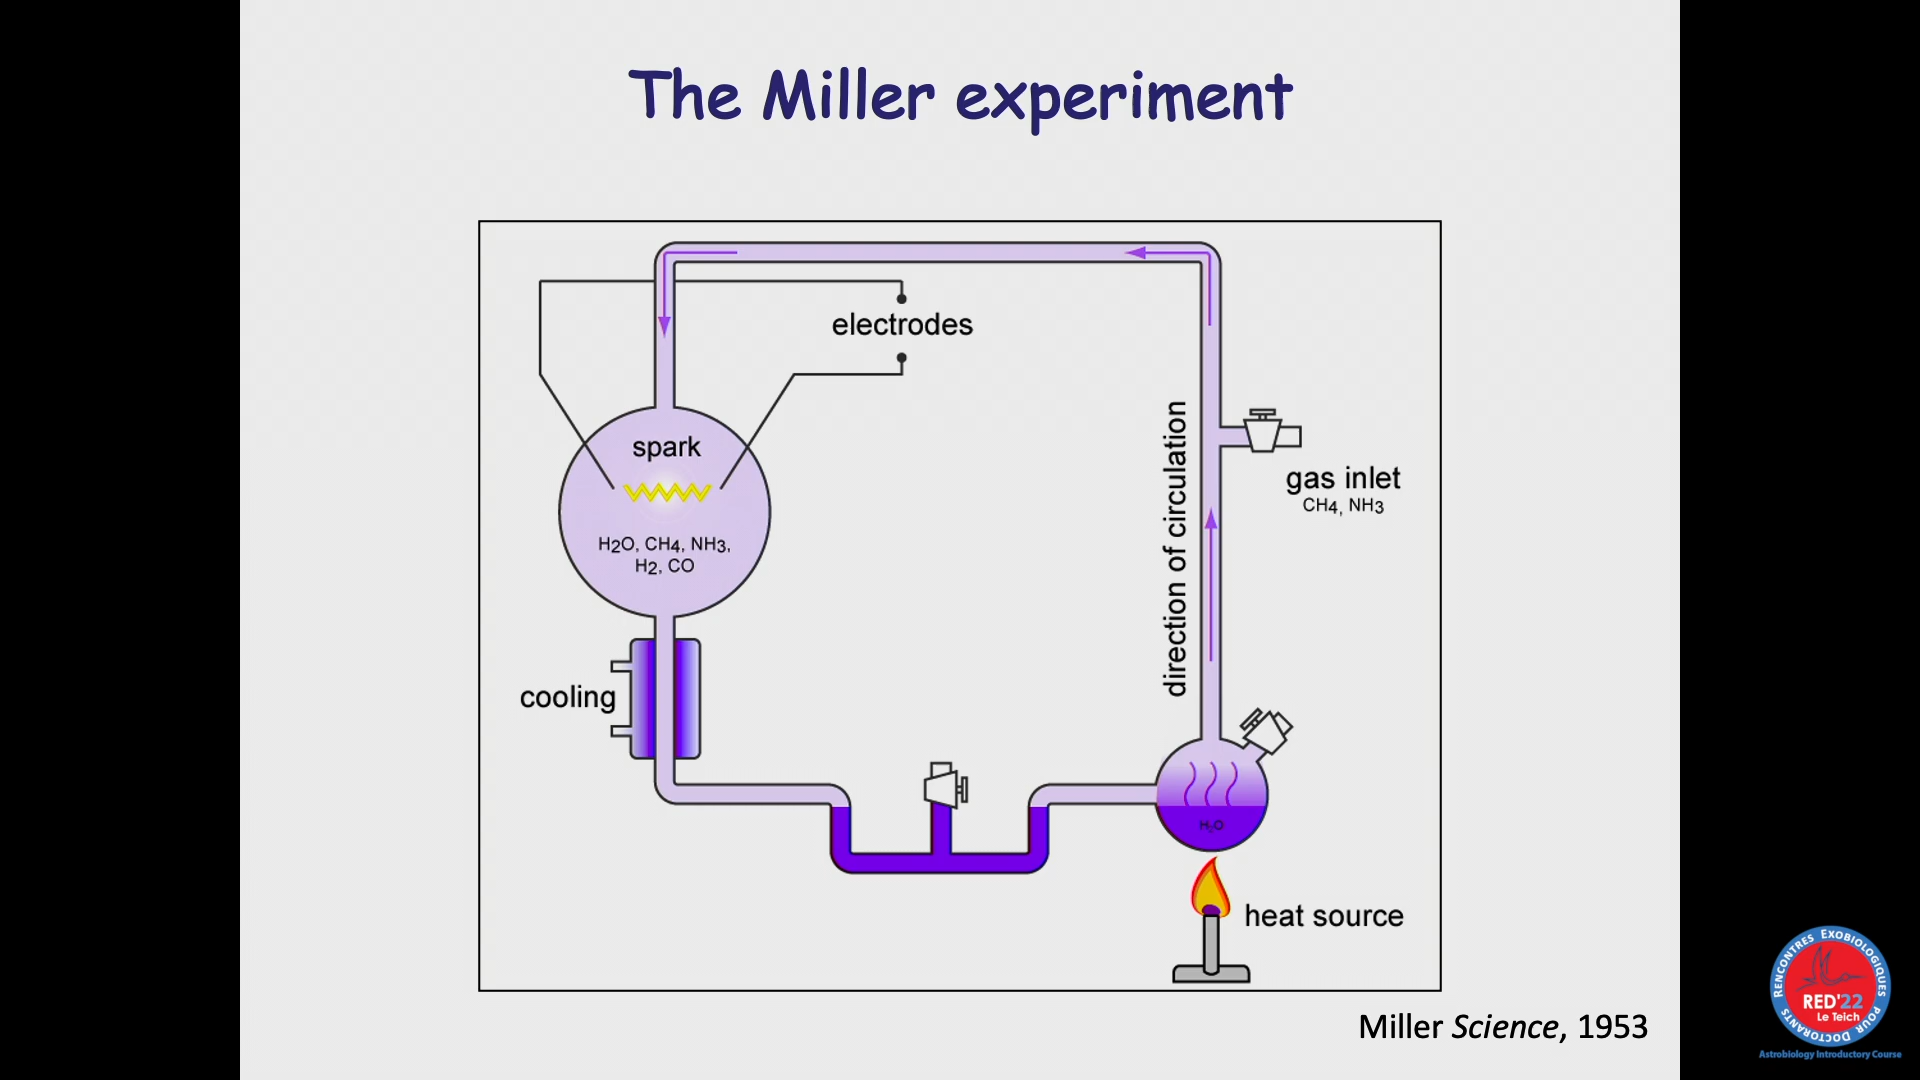 The Miller experiment
electrodes
spark
H2O, CH4, NH3,
H2, CO
direction of circulation
gas inlet
CH4, NH3
cooling
H2O
heat source
Miller Science, 1953
RENCONTRES EXOBIOLOGIQUES POUR DOCTORANTS
RED'22
Le Teich
Astrobiology Introductory Course